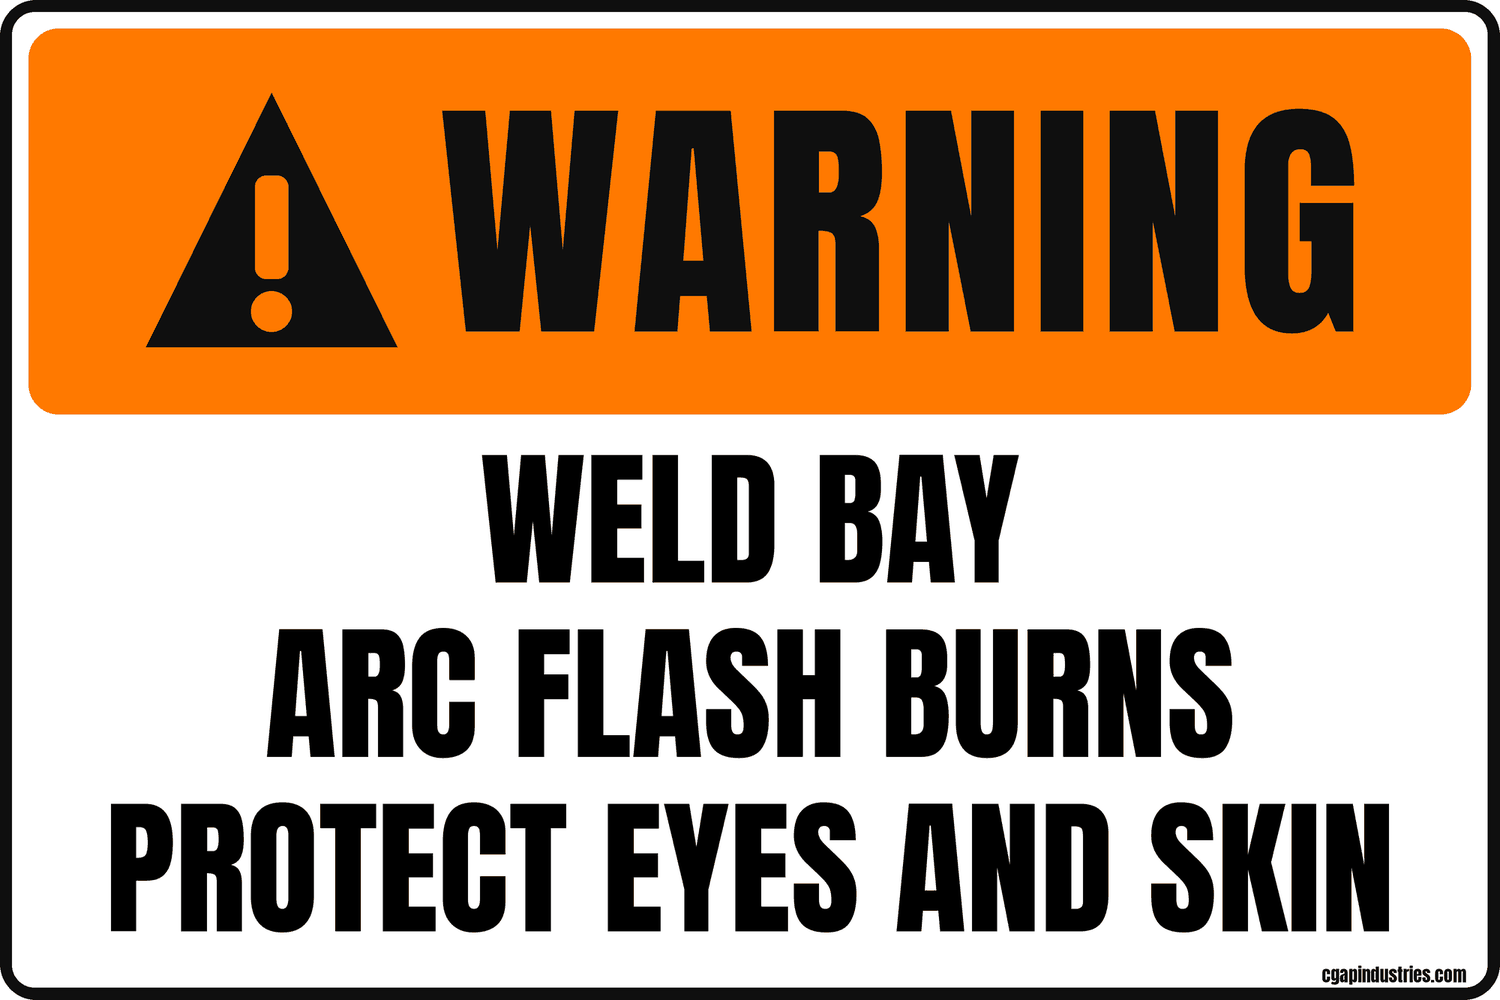 WARNING
WELD BAY
ARC FLASH BURNS
PROTECT EYES AND SKIN
cgapindustries.com